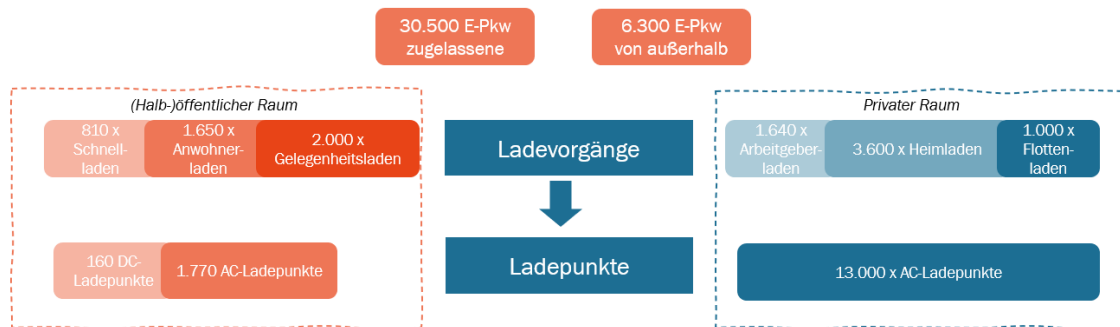 30.500 E-Pkw
zugelassene
6.300 E-Pkw
von außerhalb
(Halb-)öffentlicher Raum
810 x
Schnell-
laden
1.650 x
Anwohner-
laden
2.000 x
Gelegenheitsladen
Ladevorgänge
Privater Raum
1.640 x
Arbeitgeber-
laden
3.600 x Heimladen
1.000 x
Flotten-
laden
160 DC-
Ladepunkte
1.770 AC-Ladepunkte
Ladepunkte
13.000 x AC-Ladepunkte